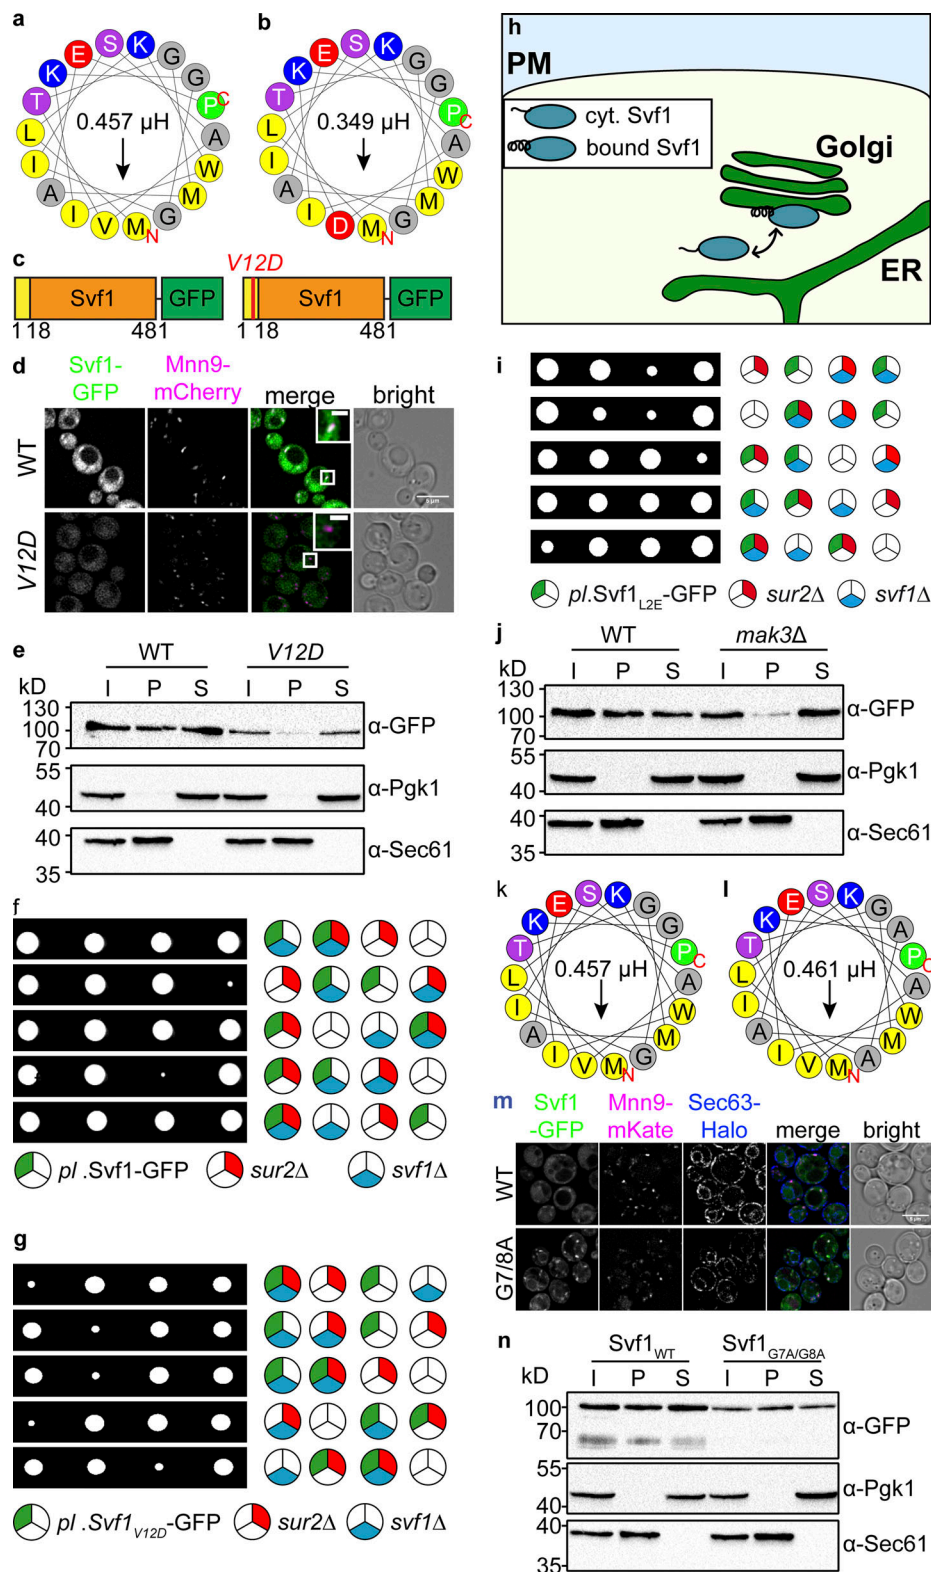 a
b
S K
E G
K G
T P C
L A
I W
A M
I V M N G
0.457 µH
S K
E G
K G
T P C
L A
I W
A M
I D M N G
0.349 µH
c
V12D
Svf1 GFP
1 18 481
Svf1 GFP
1 18 481
d
Svf1-GFP
Mnn9-mCherry
merge
bright
WT
5 µm
V12D
e
WT V12D
kD I P S I P S
130
100
70
α-GFP
55
40
α-Pgk1
40
35
α-Sec61
f
pl .Svf1-GFP sur2Δ svf1Δ
g
pl .Svf1V12D-GFP sur2Δ svf1Δ
h
PM
cyt. Svf1
bound Svf1
Golgi
ER
i
pl.Svf1L2E-GFP sur2Δ svf1Δ
j
WT mak3Δ
kD I P S I P S
130
100
70
α-GFP
55
40
α-Pgk1
40
35
α-Sec61
k
l
S K
E G
K G
T P C
L A
I W
A M
I V M N G
0.457 µH
S K
E G
K A
T P C
L A
I W
A M
I V M N A
0.461 µH
m
Svf1-GFP
Mnn9-mKate
Sec63-Halo
merge
bright
WT
5 µm
G7/8A
n
Svf1WT Svf1G7A/G8A
kD I P S I P S
100
70
α-GFP
55
40
α-Pgk1
40
35
α-Sec61